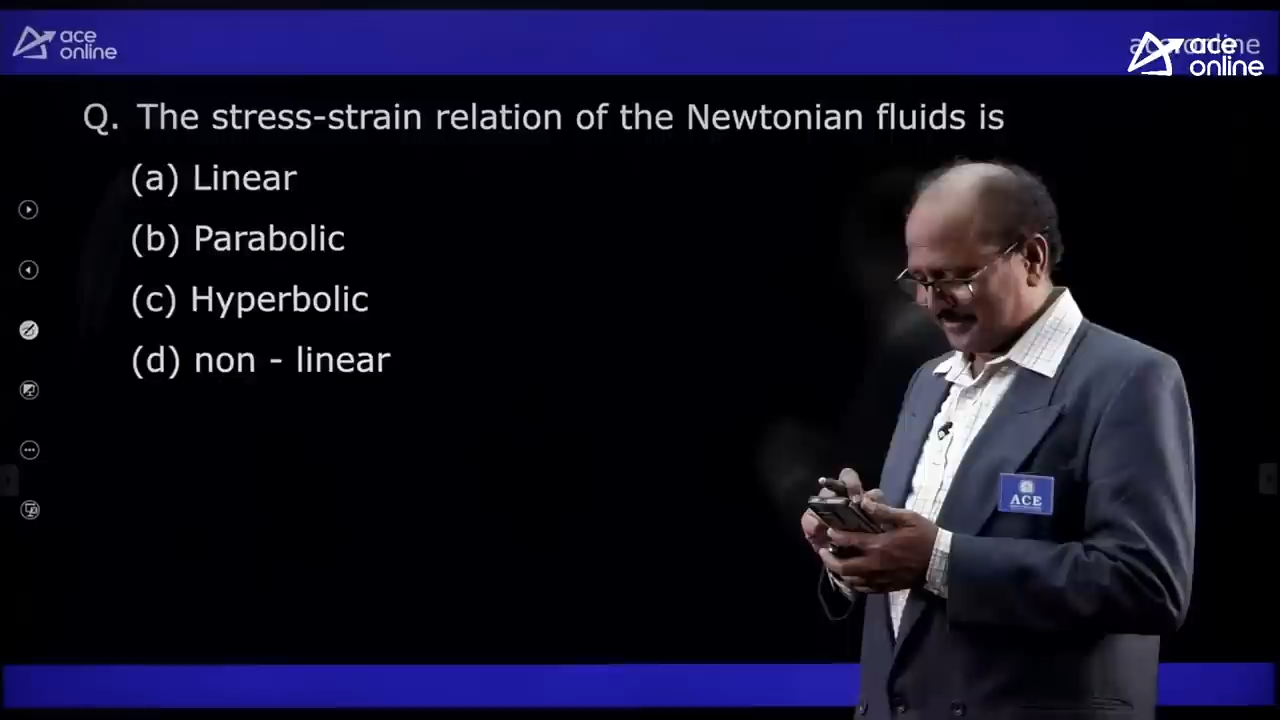 ace
online
ace
online
Q. The stress-strain relation of the Newtonian fluids is
(a) Linear
(b) Parabolic
(c) Hyperbolic
(d) non - linear
ACE